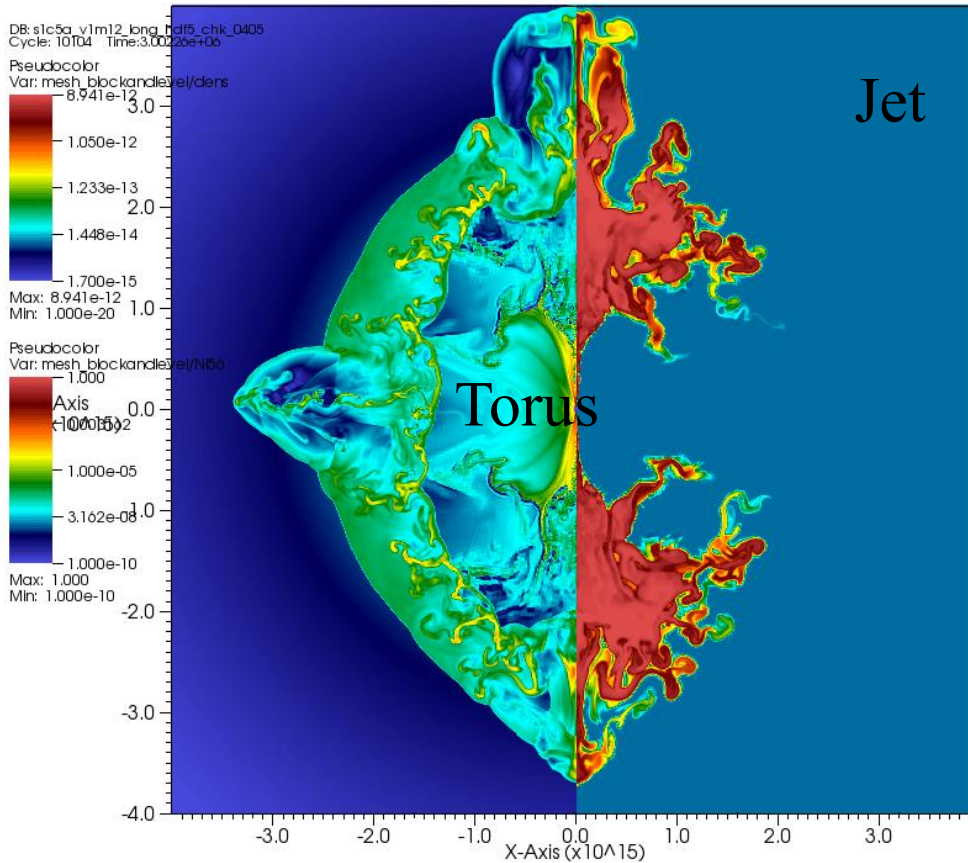 DB: s1c5a_v1m12_long_hdf5_chk_0405
Cycle: 10104 Time:3.00226e+06
Pseudocolor
Var: mesh_blockandlevel/dens
8.941e-12
1.050e-12
1.233e-13
1.448e-14
1.700e-15
Max: 8.941e-12
Min: 1.000e-20
Pseudocolor
Var: mesh_blockandlevel/Ni56
1.000
1.000e-05
3.162e-08
1.000e-10
Max: 1.000
Min: 1.000e-10
Axis
Jet
Torus
3.0
2.0
1.0
0.0
-1.0
-2.0
-3.0
-4.0
-3.0 -2.0 -1.0 0.0 1.0 2.0 3.0
X-Axis (x10^15)